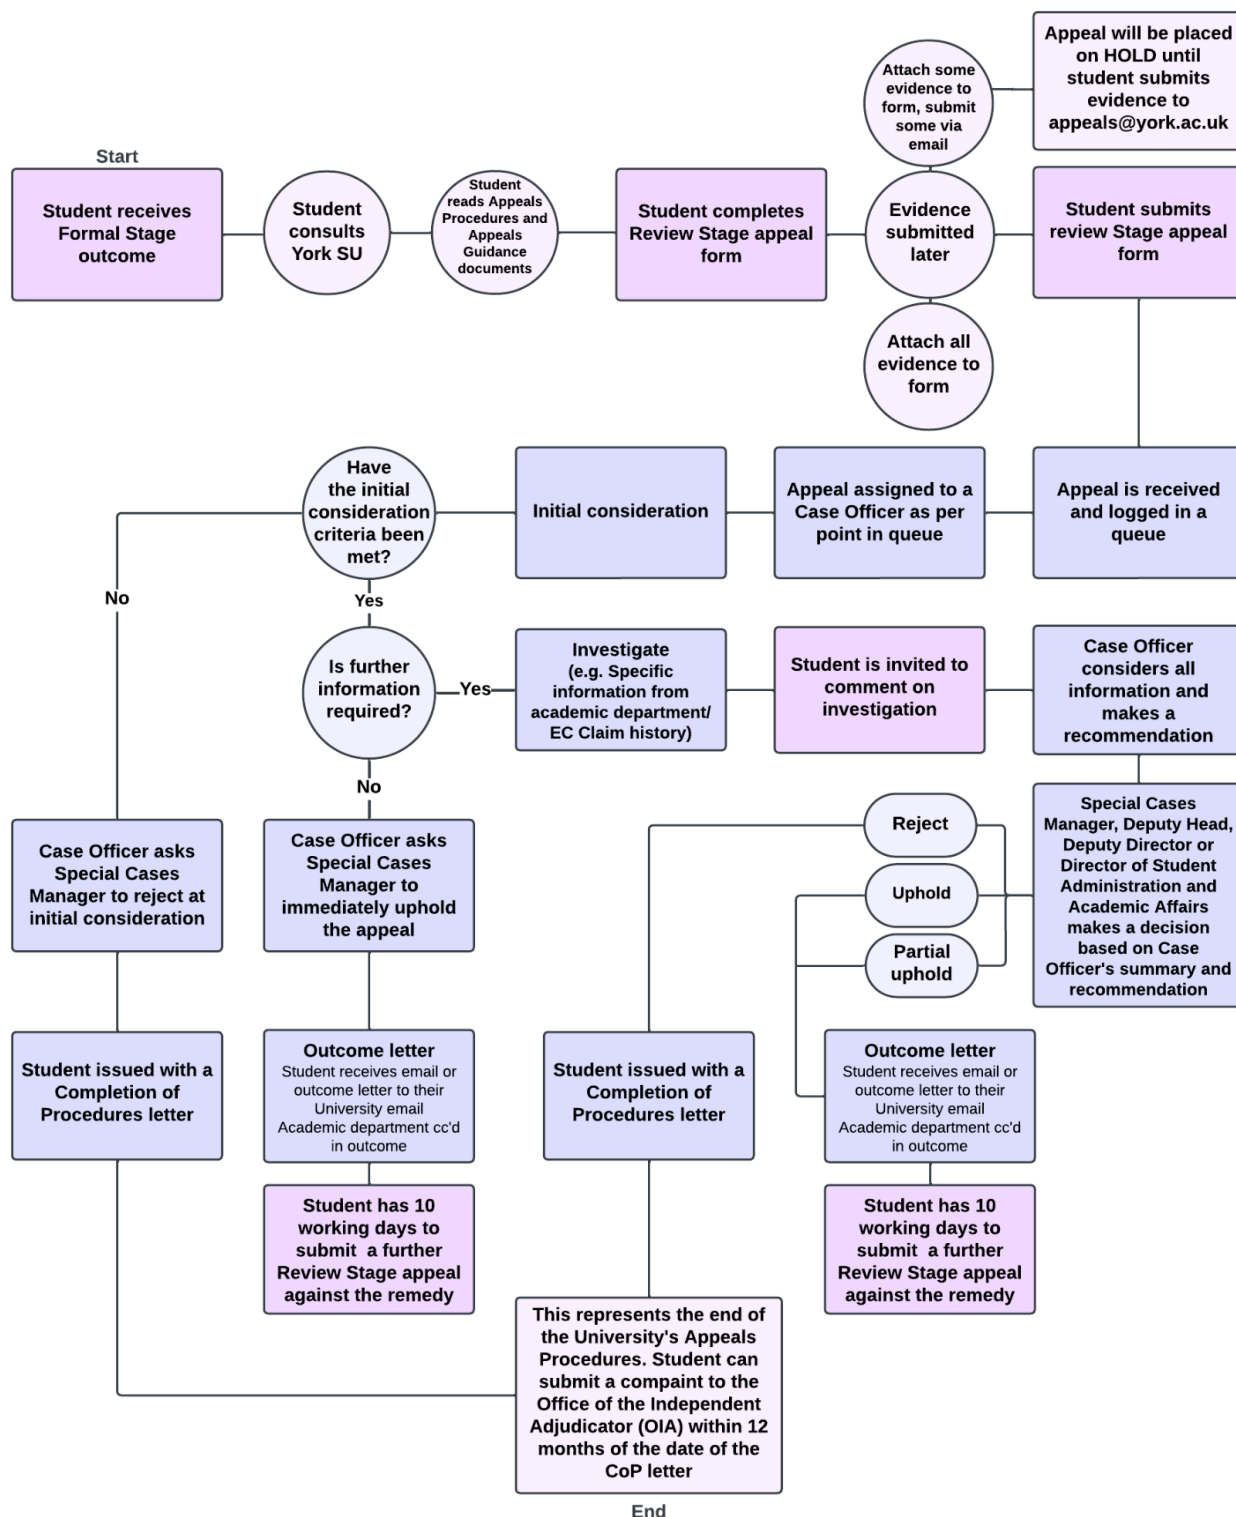 Attach some
evidence to
form, submit
some via
email
Appeal will be placed
on HOLD until
student submits
evidence to
appeals@york.ac.uk
Start
Student receives
Formal Stage
outcome
Student
consults
York SU
Student
reads Appeals
Procedures and
Appeals
Guidance
documents
Student completes
Review Stage appeal
form
Evidence
submitted
later
Student submits
review Stage appeal
form
Attach all
evidence to
form
Have
the initial
consideration
criteria been
met?
Initial consideration
Appeal assigned to a
Case Officer as per
point in queue
Appeal is received
and logged in a
queue
No
Yes
Is further
information
required?
Yes
Investigate
(e.g. Specific
information from
academic department/
EC Claim history)
Student is invited to
comment on
investigation
Case Officer
considers all
information and
makes a
recommendation
No
Case Officer asks
Special Cases
Manager to reject at
initial consideration
Case Officer asks
Special Cases
Manager to
immediately uphold
the appeal
Reject
Uphold
Partial
uphold
Special Cases
Manager, Deputy Head,
Deputy Director or
Director of Student
Administration and
Academic Affairs
makes a decision
based on Case
Officer's summary and
recommendation
Student issued with a
Completion of
Procedures letter
Outcome letter
Student receives email or
outcome letter to their
University email
Academic department cc'd
in outcome
Student issued with a
Completion of
Procedures letter
Outcome letter
Student receives email or
outcome letter to their
University email
Academic department cc'd
in outcome
Student has 10
working days to
submit a further
Review Stage appeal
against the remedy
Student has 10
working days to
submit a further
Review Stage appeal
against the remedy
This represents the end of
the University's Appeals
Procedures. Student can
submit a compaint to the
Office of the Independent
Adjudicator (OIA) within 12
months of the date of the
CoP letter
End